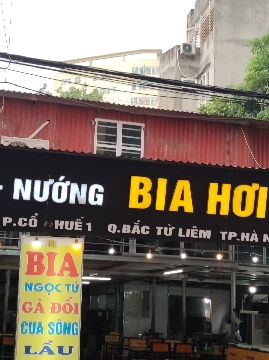 - NƯỚNG BIA HƠI
P.CỔ NHUẾ 1 Q.BẮC TỪ LIÊM TP.HÀ N
BIA
NGỌC TỪ
GÀ ĐỒI
CUA SÔNG
LẨU